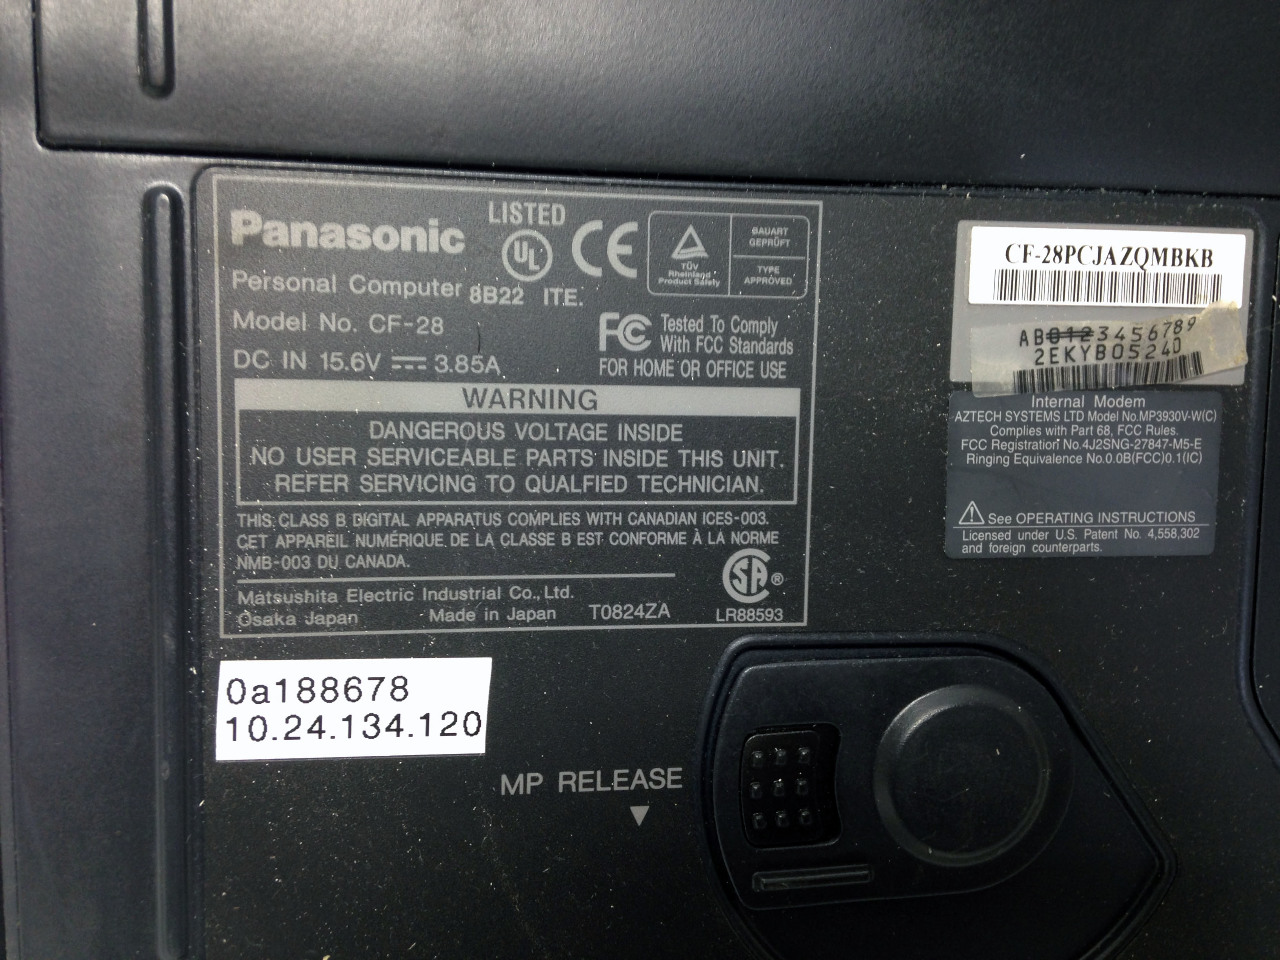 Panasonic
LISTED
UL
CE
TÜV
Rheinland
Product Safety
BAUART
GEPRÜFT
TYPE
APPROVED
Personal Computer 8B22 ITE.
Model No. CF-28
DC IN 15.6V 3.85A
FC Tested To Comply
With FCC Standards
FOR HOME OR OFFICE USE
WARNING
DANGEROUS VOLTAGE INSIDE
NO USER SERVICEABLE PARTS INSIDE THIS UNIT.
REFER SERVICING TO QUALFIED TECHNICIAN.
THIS CLASS B DIGITAL APPARATUS COMPLIES WITH CANADIAN ICES-003.
CET APPAREIL NUMÉRIQUE DE LA CLASSE B EST CONFORME À LA NORME
NMB-003 DU CANADA.
SA ®
Matsushita Electric Industrial Co., Ltd.
Osaka Japan Made in Japan T0824ZA LR88593
CF-28PCJAZQMBKB
AB0123456789
2EKYB05240
Internal Modem
AZTECH SYSTEMS LTD Model No.MP3930V-W(C)
Complies with Part 68, FCC Rules.
FCC Registration No.4J2SNG-27847-M5-E
Ringing Equivalence No.0.0B(FCC)0.1(IC)
See OPERATING INSTRUCTIONS
Licensed under U.S. Patent No. 4,558,302
and foreign counterparts.
0a188678
10.24.134.120
MP RELEASE